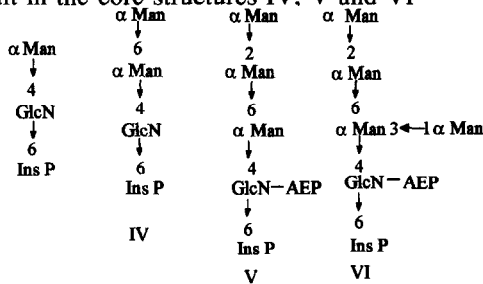 ult in the core structures IV, V and VI
α Man
4
GlcN
6
Ins P
α Man
6
α Man
4
GlcN
6
Ins P
IV
α Man
2
α Man
6
α Man
4
GlcN–AEP
6
Ins P
V
α Man
2
α Man
6
α Man 3←1α Man
4
GlcN–AEP
6
Ins P
VI